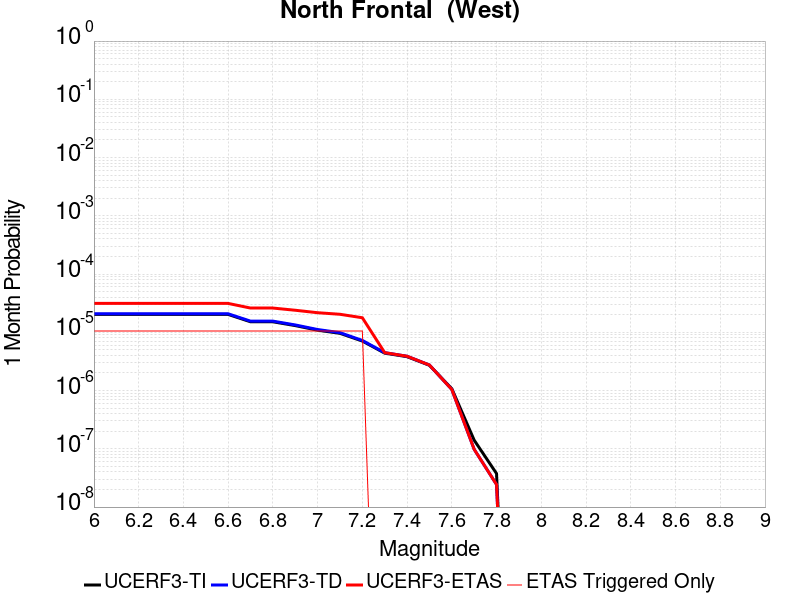 North Frontal  (West)
10^0
10^-1
10^-2
10^-3
10^-4
10^-5
10^-6
10^-7
10^-8
1 Month Probability
6 6.2 6.4 6.6 6.8 7 7.2 7.4 7.6 7.8 8 8.2 8.4 8.6 8.8 9
Magnitude
UCERF3-TI UCERF3-TD UCERF3-ETAS ETAS Triggered Only